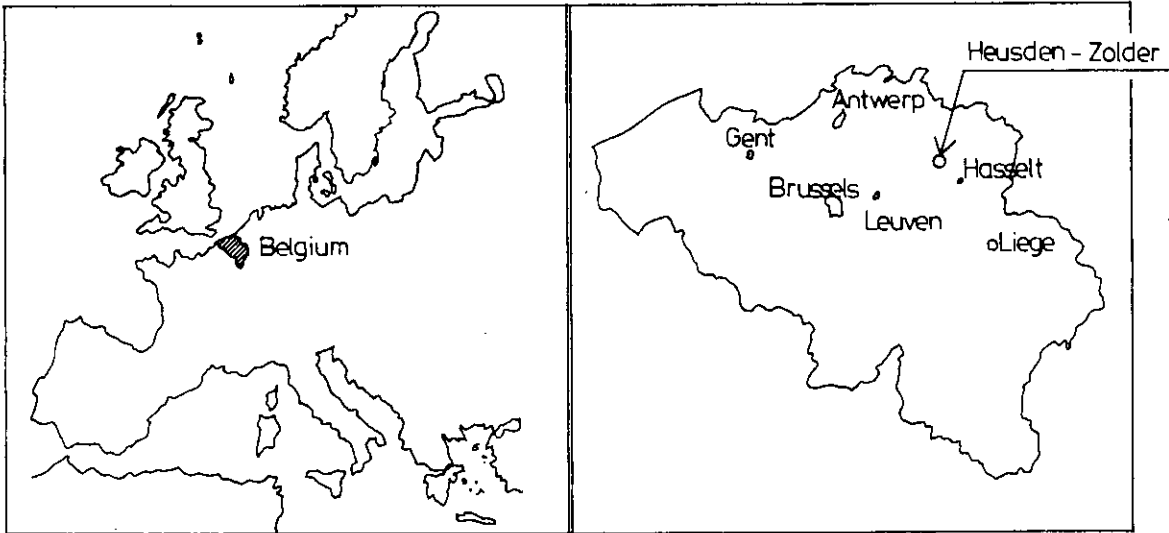 Belgium
Heusden - Zolder
Antwerp
Gent
Hasselt
Brussels
Leuven
Liege